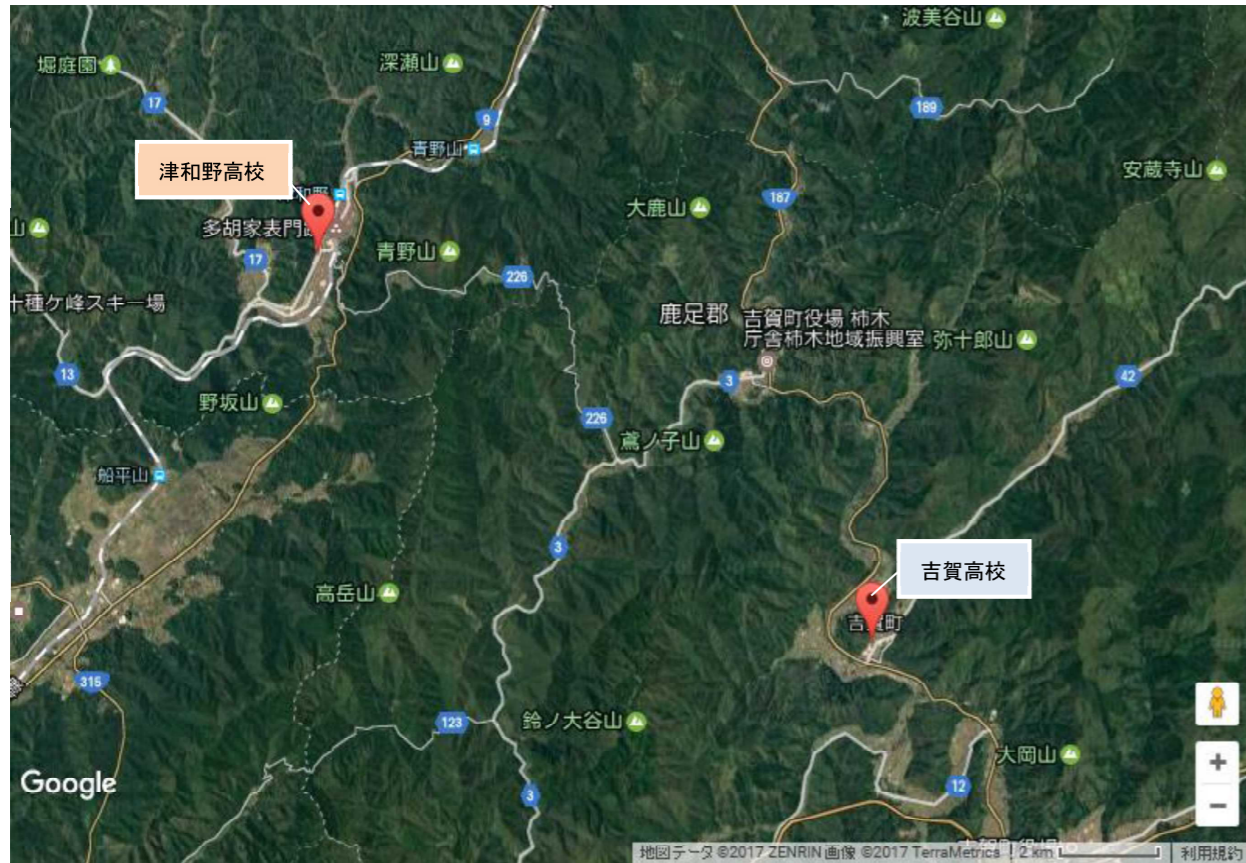 波美谷山
堀庭園
深瀬山
17
189
9
青野山
津和野高校
安蔵寺山
187
和野
大鹿山
山
多胡家表門
青野山
17
226
十種ケ峰スキー場
鹿足郡
吉賀町役場 柿木
庁舎柿木地域振興室
弥十郎山
13
3
42
野坂山
226
鳶ノ子山
船平山
3
吉賀高校
高岳山
吉賀町
315
123
鈴ノ大谷山
大岡山
Google
3
12
地図データ ©2017 ZENRIN 画像 ©2017 TerraMetrics
2 km
利用規約